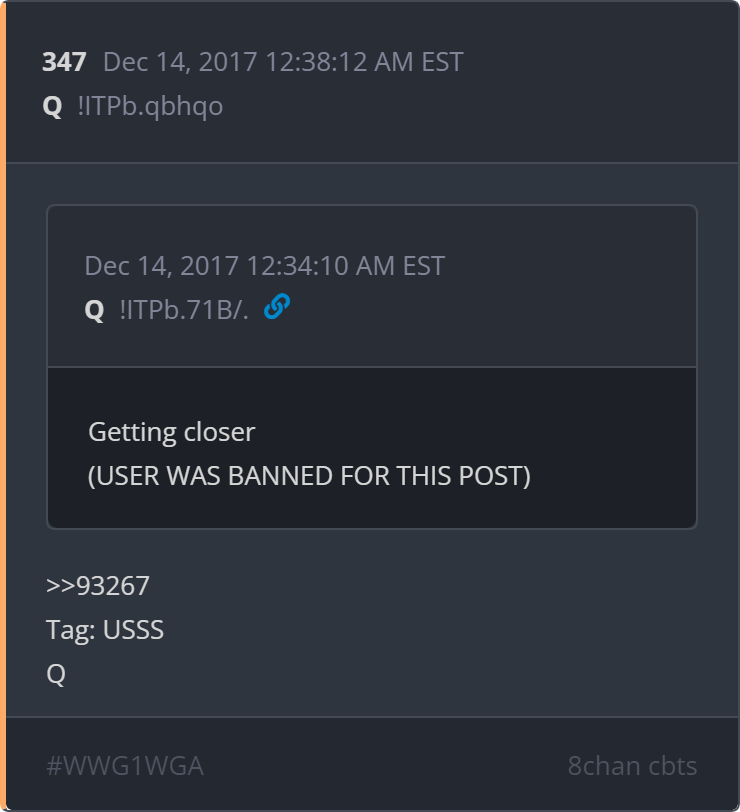 347 Dec 14, 2017 12:38:12 AM EST
Q !ITPb.qbhqo
Dec 14, 2017 12:34:10 AM EST
Q !ITPb.71B/.
Getting closer
(USER WAS BANNED FOR THIS POST)
>>93267
Tag: USSS
Q
#WWG1WGA 8chan cbts